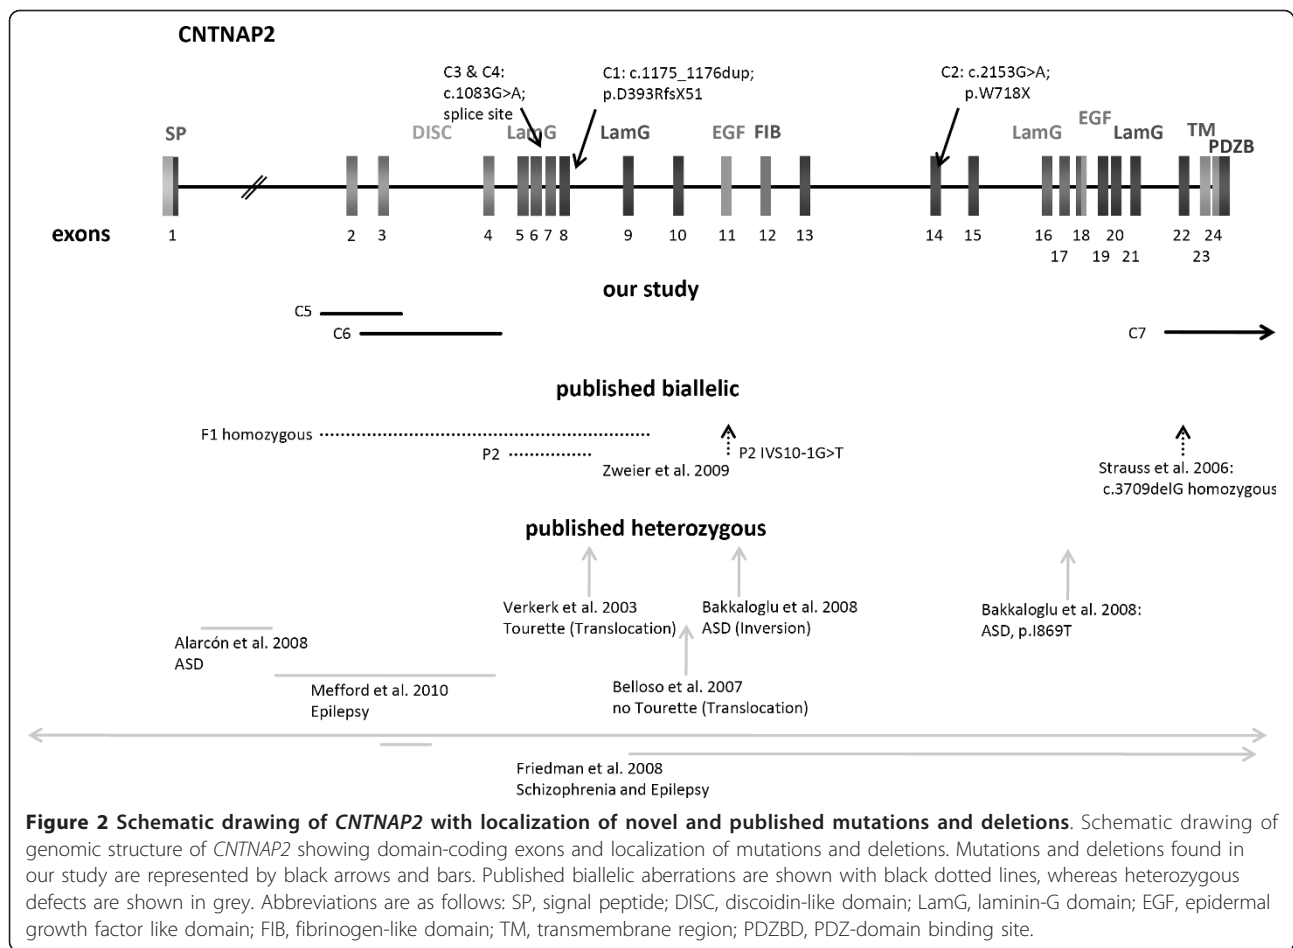 CNTNAP2
C3 & C4:
c.1083G>A;
splice site
C1: c.1175_1176dup;
p.D393RfsX51
C2: c.2153G>A;
p.W718X
SP
DISC
LamG
LamG
EGF
FIB
LamG
EGF
LamG
TM
PDZB
exons
1
2
3
4
5
6
7
8
9
10
11
12
13
14
15
16
17
18
19
20
21
22
23
24
our study
C5
C6
C7
published biallelic
F1 homozygous
P2
P2 IVS10-1G>T
Zweier et al. 2009
Strauss et al. 2006:
c.3709delG homozygous
published heterozygous
Verkerk et al. 2003
Tourette (Translocation)
Bakkaloglu et al. 2008
ASD (Inversion)
Bakkaloglu et al. 2008:
ASD, p.I869T
Alarcón et al. 2008
ASD
Mefford et al. 2010
Epilepsy
Belloso et al. 2007
no Tourette (Translocation)
Friedman et al. 2008
Schizophrenia and Epilepsy
Figure 2 Schematic drawing of CNTNAP2 with localization of novel and published mutations and deletions. Schematic drawing of
genomic structure of CNTNAP2 showing domain-coding exons and localization of mutations and deletions. Mutations and deletions found in
our study are represented by black arrows and bars. Published biallelic aberrations are shown with black dotted lines, whereas heterozygous
defects are shown in grey. Abbreviations are as follows: SP, signal peptide; DISC, discoidin-like domain; LamG, laminin-G domain; EGF, epidermal
growth factor like domain; FIB, fibrinogen-like domain; TM, transmembrane region; PDZBD, PDZ-domain binding site.